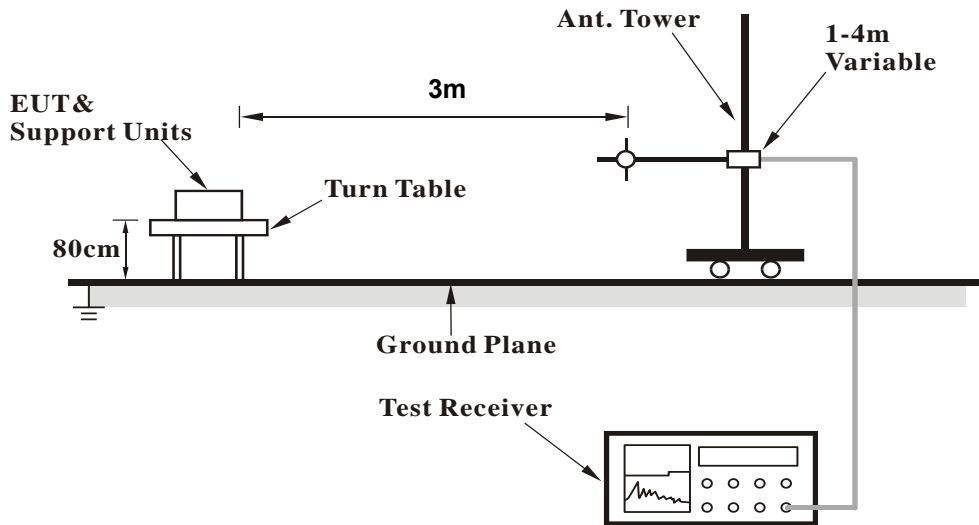 Ant. Tower
1-4m
Variable
3m
EUT&
Support Units
Turn Table
80cm
Ground Plane
Test Receiver